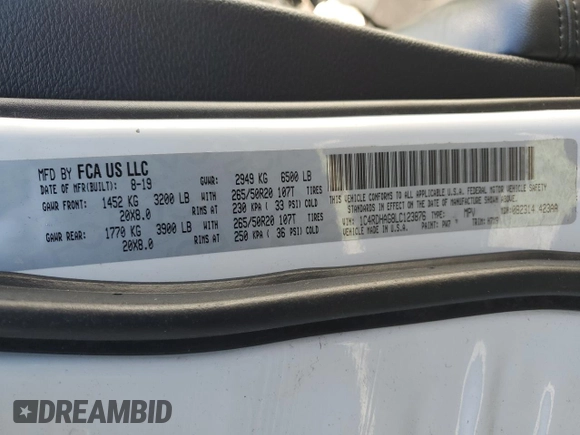 MFD BY FCA US LLC
DATE OF MFR(BUILT): 8-19 GVWR: 2949 KG 6500 LB
GAWR FRONT: 1452 KG 3200 LB WITH 265/50R20 107T TIRES
20X8.0 RIMS AT 230 KPA ( 33 PSI) COLD
GAWR REAR: 1770 KG 3900 LB WITH 265/50R20 107T TIRES
20X8.0 RIMS AT 250 KPA ( 36 PSI) COLD
THIS VEHICLE CONFORMS TO ALL APPLICABLE U.S.A. FEDERAL MOTOR VEHICLE SAFETY
STANDARDS IN EFFECT ON THE DATE OF MANUFACTURE SHOWN ABOVE.
VIN: TYPE: MPV
VEHICLE MADE IN U.S.A. PAINT: PW7 TRIM:
DREAMBID